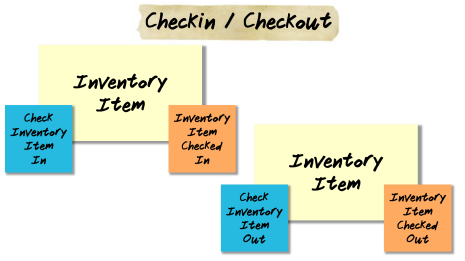 Checkin / Checkout
Inventory
Item
Check
Inventory
Item
In
Inventory
Item
Checked
In
Inventory
Item
Check
Inventory
Item
Out
Inventory
Item
Checked
Out